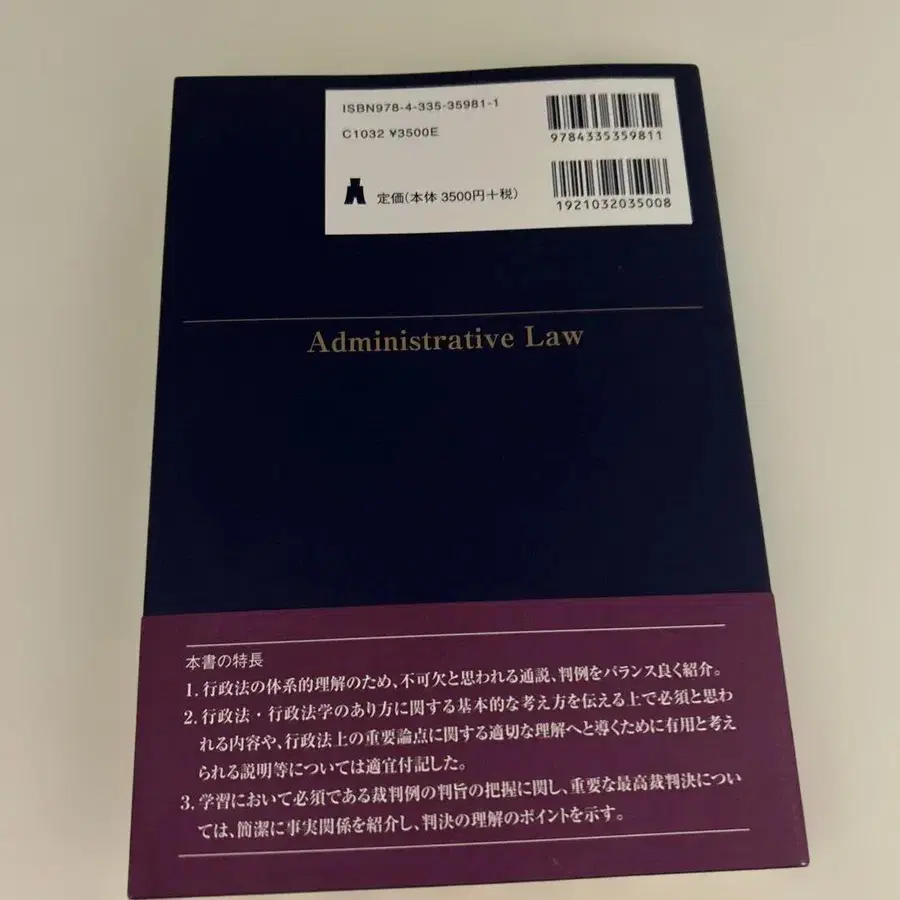 ISBN978-4-335-35981-1
C1032 ¥3500E
定価(本体 3500円+税)
9784335359811
1921032035008
Administrative Law
本書の特長
1. 行政法の体系的理解のため、不可欠と思われる通説、判例をバランス良く紹介。
2. 行政法・行政法学のあり方に関する基本的な考え方を伝える上で必須と思わ
れる内容や、行政法上の重要論点に関する適切な理解へと導くために有用と考え
られる説明等については適宜付記した。
3. 学習において必須である裁判例の判旨の把握に関し、重要な最高裁判決につい
ては、簡潔に事実関係を紹介し、判決の理解のポイントを示す。